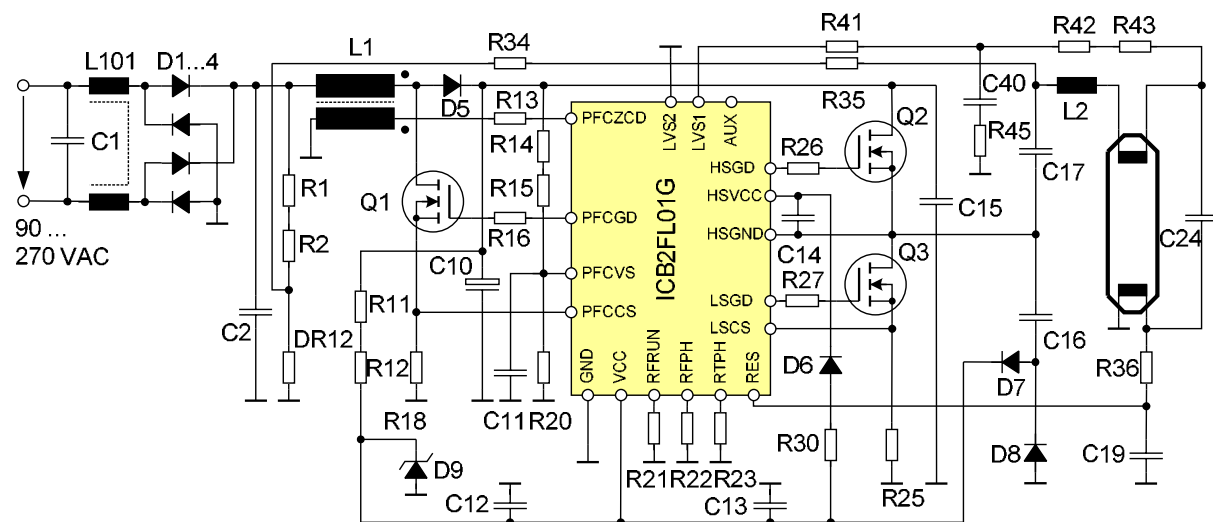 R34
R41
R42
R43
L1
L101
D1...4
C1
D5
R13
R35
C40
L2
R45
Q2
C17
R14
R15
R1
R2
Q1
R16
C10
90 ...
270 VAC
PFCZCD
PFCGD
PFCVS
PFCCS
GND
VCC
RFRUN
RFPH
RTPH
RES
LVS2
LVS1
AUX
HSGD
HSVCC
HSGND
LSGD
LSCS
ICB2FL01G
R26
C14
C15
C24
Q3
R27
R11
C2
DR12
R12
D6
C16
D7
R36
R18
C11
R20
D9
R21
R22
R23
R30
R25
D8
C19
C12
C13